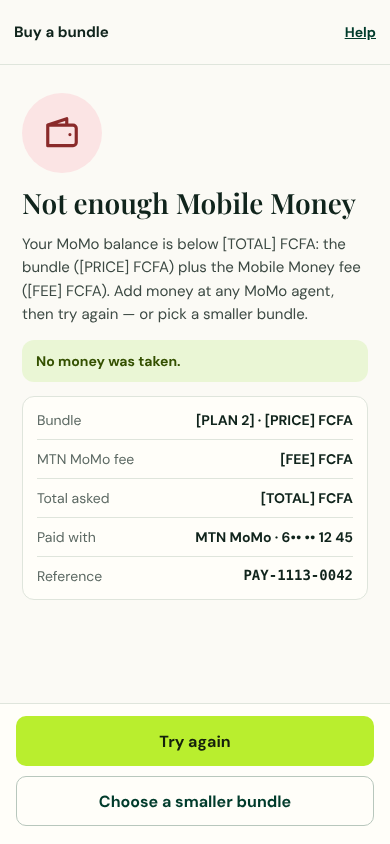 Buy a bundle
Help
Not enough Mobile Money
Your MoMo balance is below [TOTAL] FCFA: the
bundle ([PRICE] FCFA) plus the Mobile Money fee
([FEE] FCFA). Add money at any MoMo agent,
then try again — or pick a smaller bundle.
No money was taken.
Bundle [PLAN 2] · [PRICE] FCFA
MTN MoMo fee [FEE] FCFA
Total asked [TOTAL] FCFA
Paid with MTN MoMo · 6•• •• 12 45
Reference PAY-1113-0042
Try again
Choose a smaller bundle